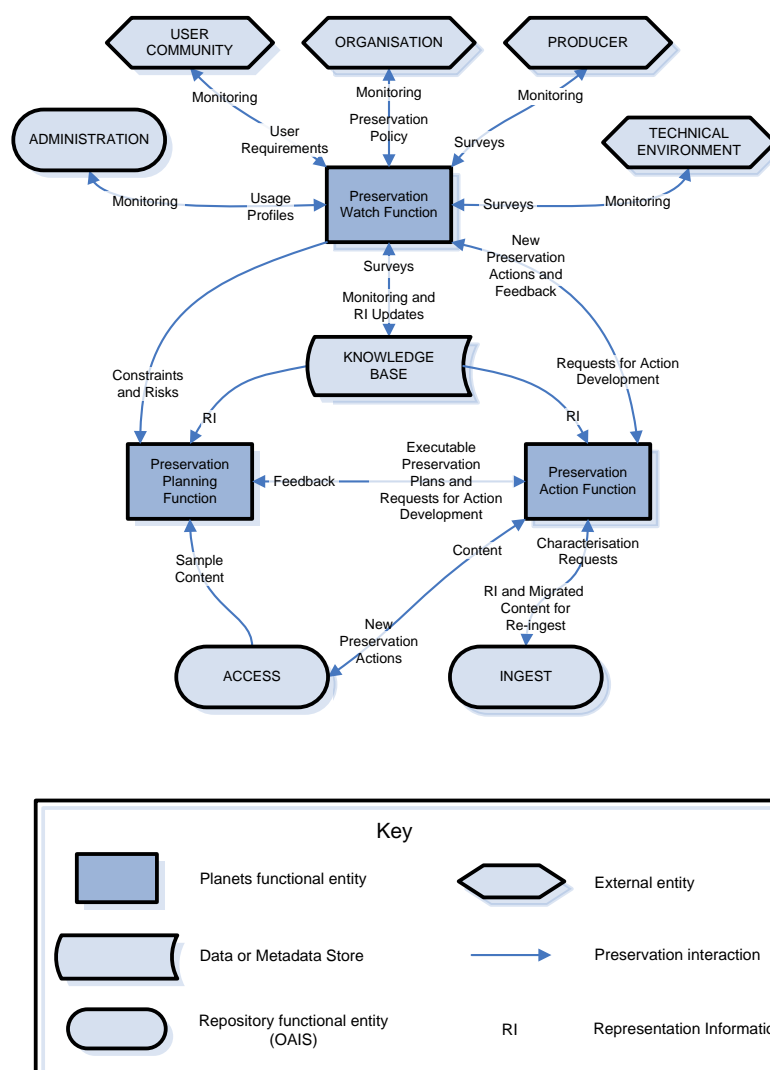 USER
COMMUNITY
ORGANISATION
PRODUCER
Monitoring
Monitoring
Monitoring
ADMINISTRATION
Preservation
Policy
User
Requirements
Surveys
TECHNICAL
ENVIRONMENT
Monitoring
Usage
Profiles
Preservation
Watch Function
Surveys
Monitoring
Surveys
New
Preservation
Actions and
Feedback
Monitoring and
RI Updates
KNOWLEDGE
BASE
Constraints
and Risks
Requests for Action
Development
RI
RI
Preservation
Planning
Function
Feedback
Executable
Preservation
Plans and
Requests for Action
Development
Preservation
Action Function
Sample
Content
Content
Characterisation
Requests
New
Preservation
Actions
RI and Migrated
Content for
Re-ingest
ACCESS
INGEST
Key
Planets functional entity
External entity
Data or Metadata Store
Preservation interaction
Repository functional entity
(OAIS)
RI
Representation Informatio